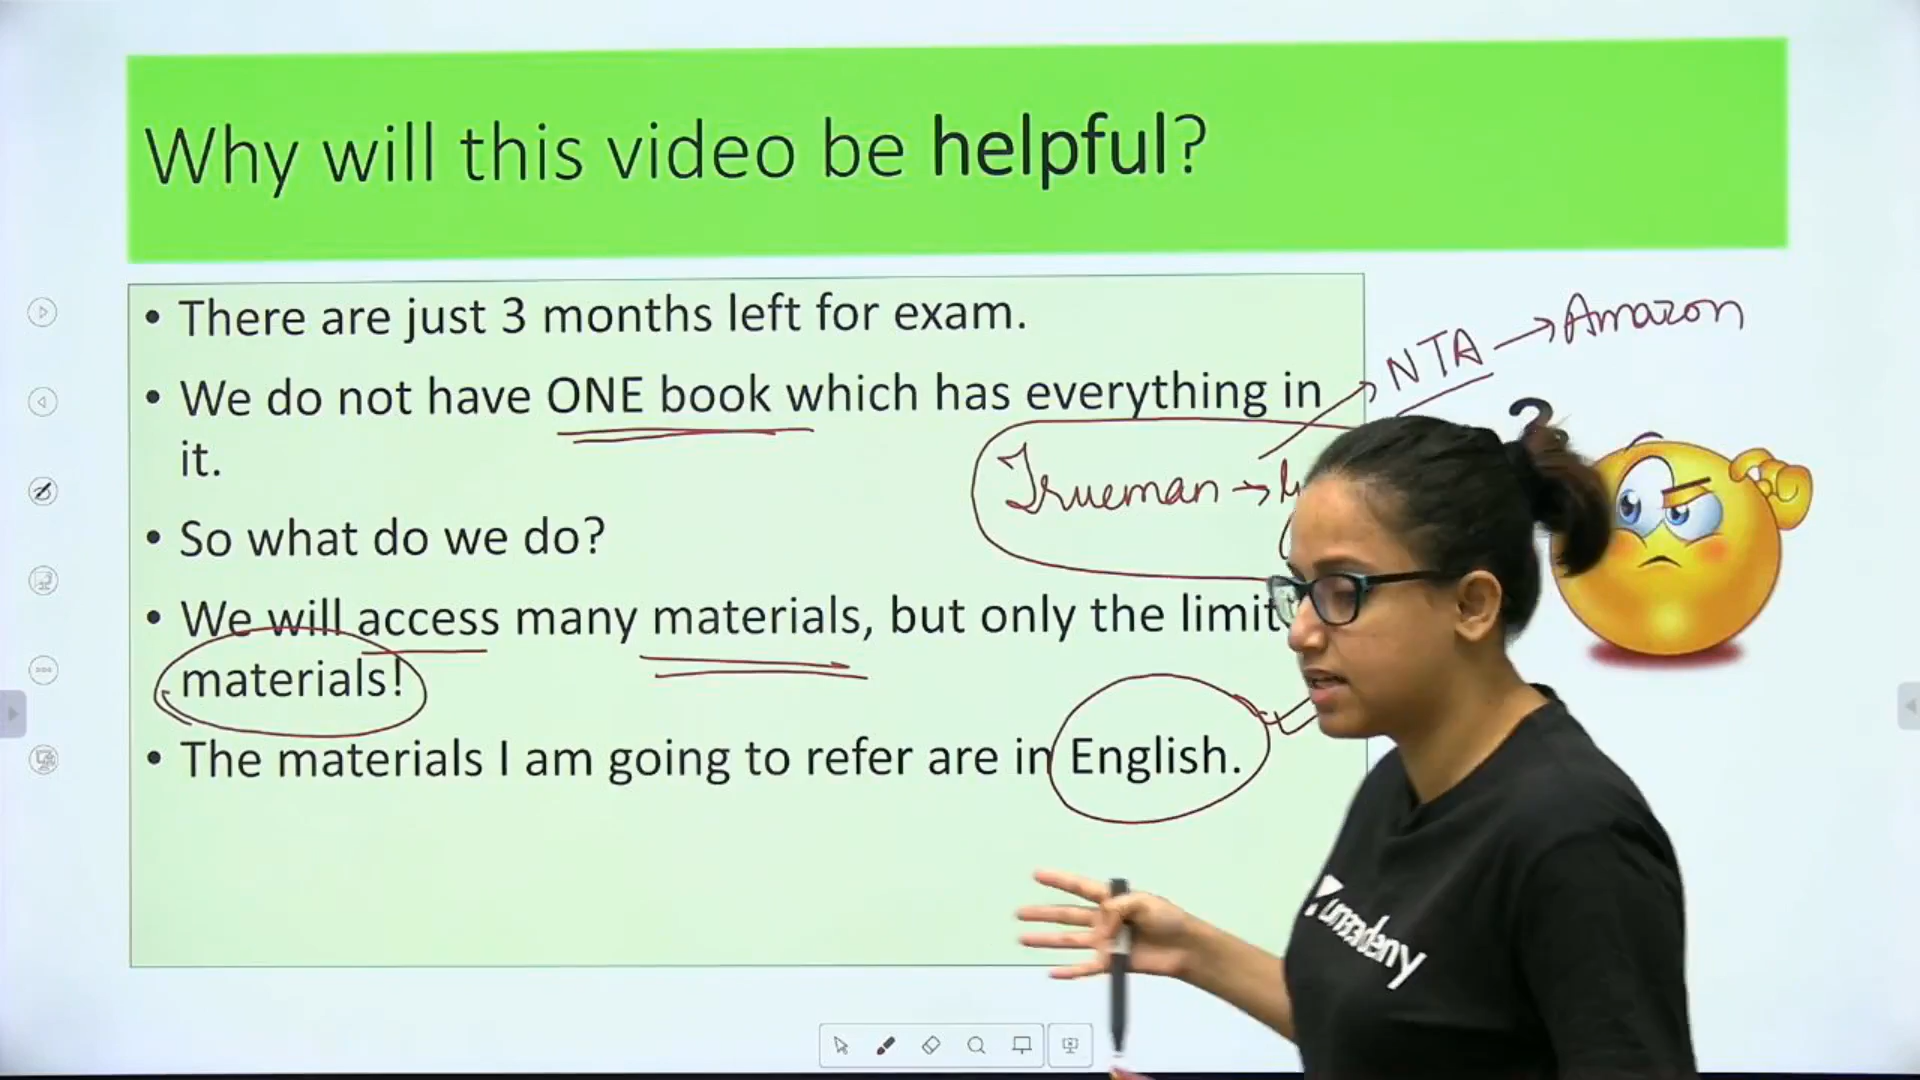 Why will this video be helpful?
• There are just 3 months left for exam.
NTA → Amazon
• We do not have ONE book which has everything in
it.
Trueman →
• So what do we do?
• We will access many materials, but only the
materials!
• The materials I am going to refer are in English.
?
unacademy